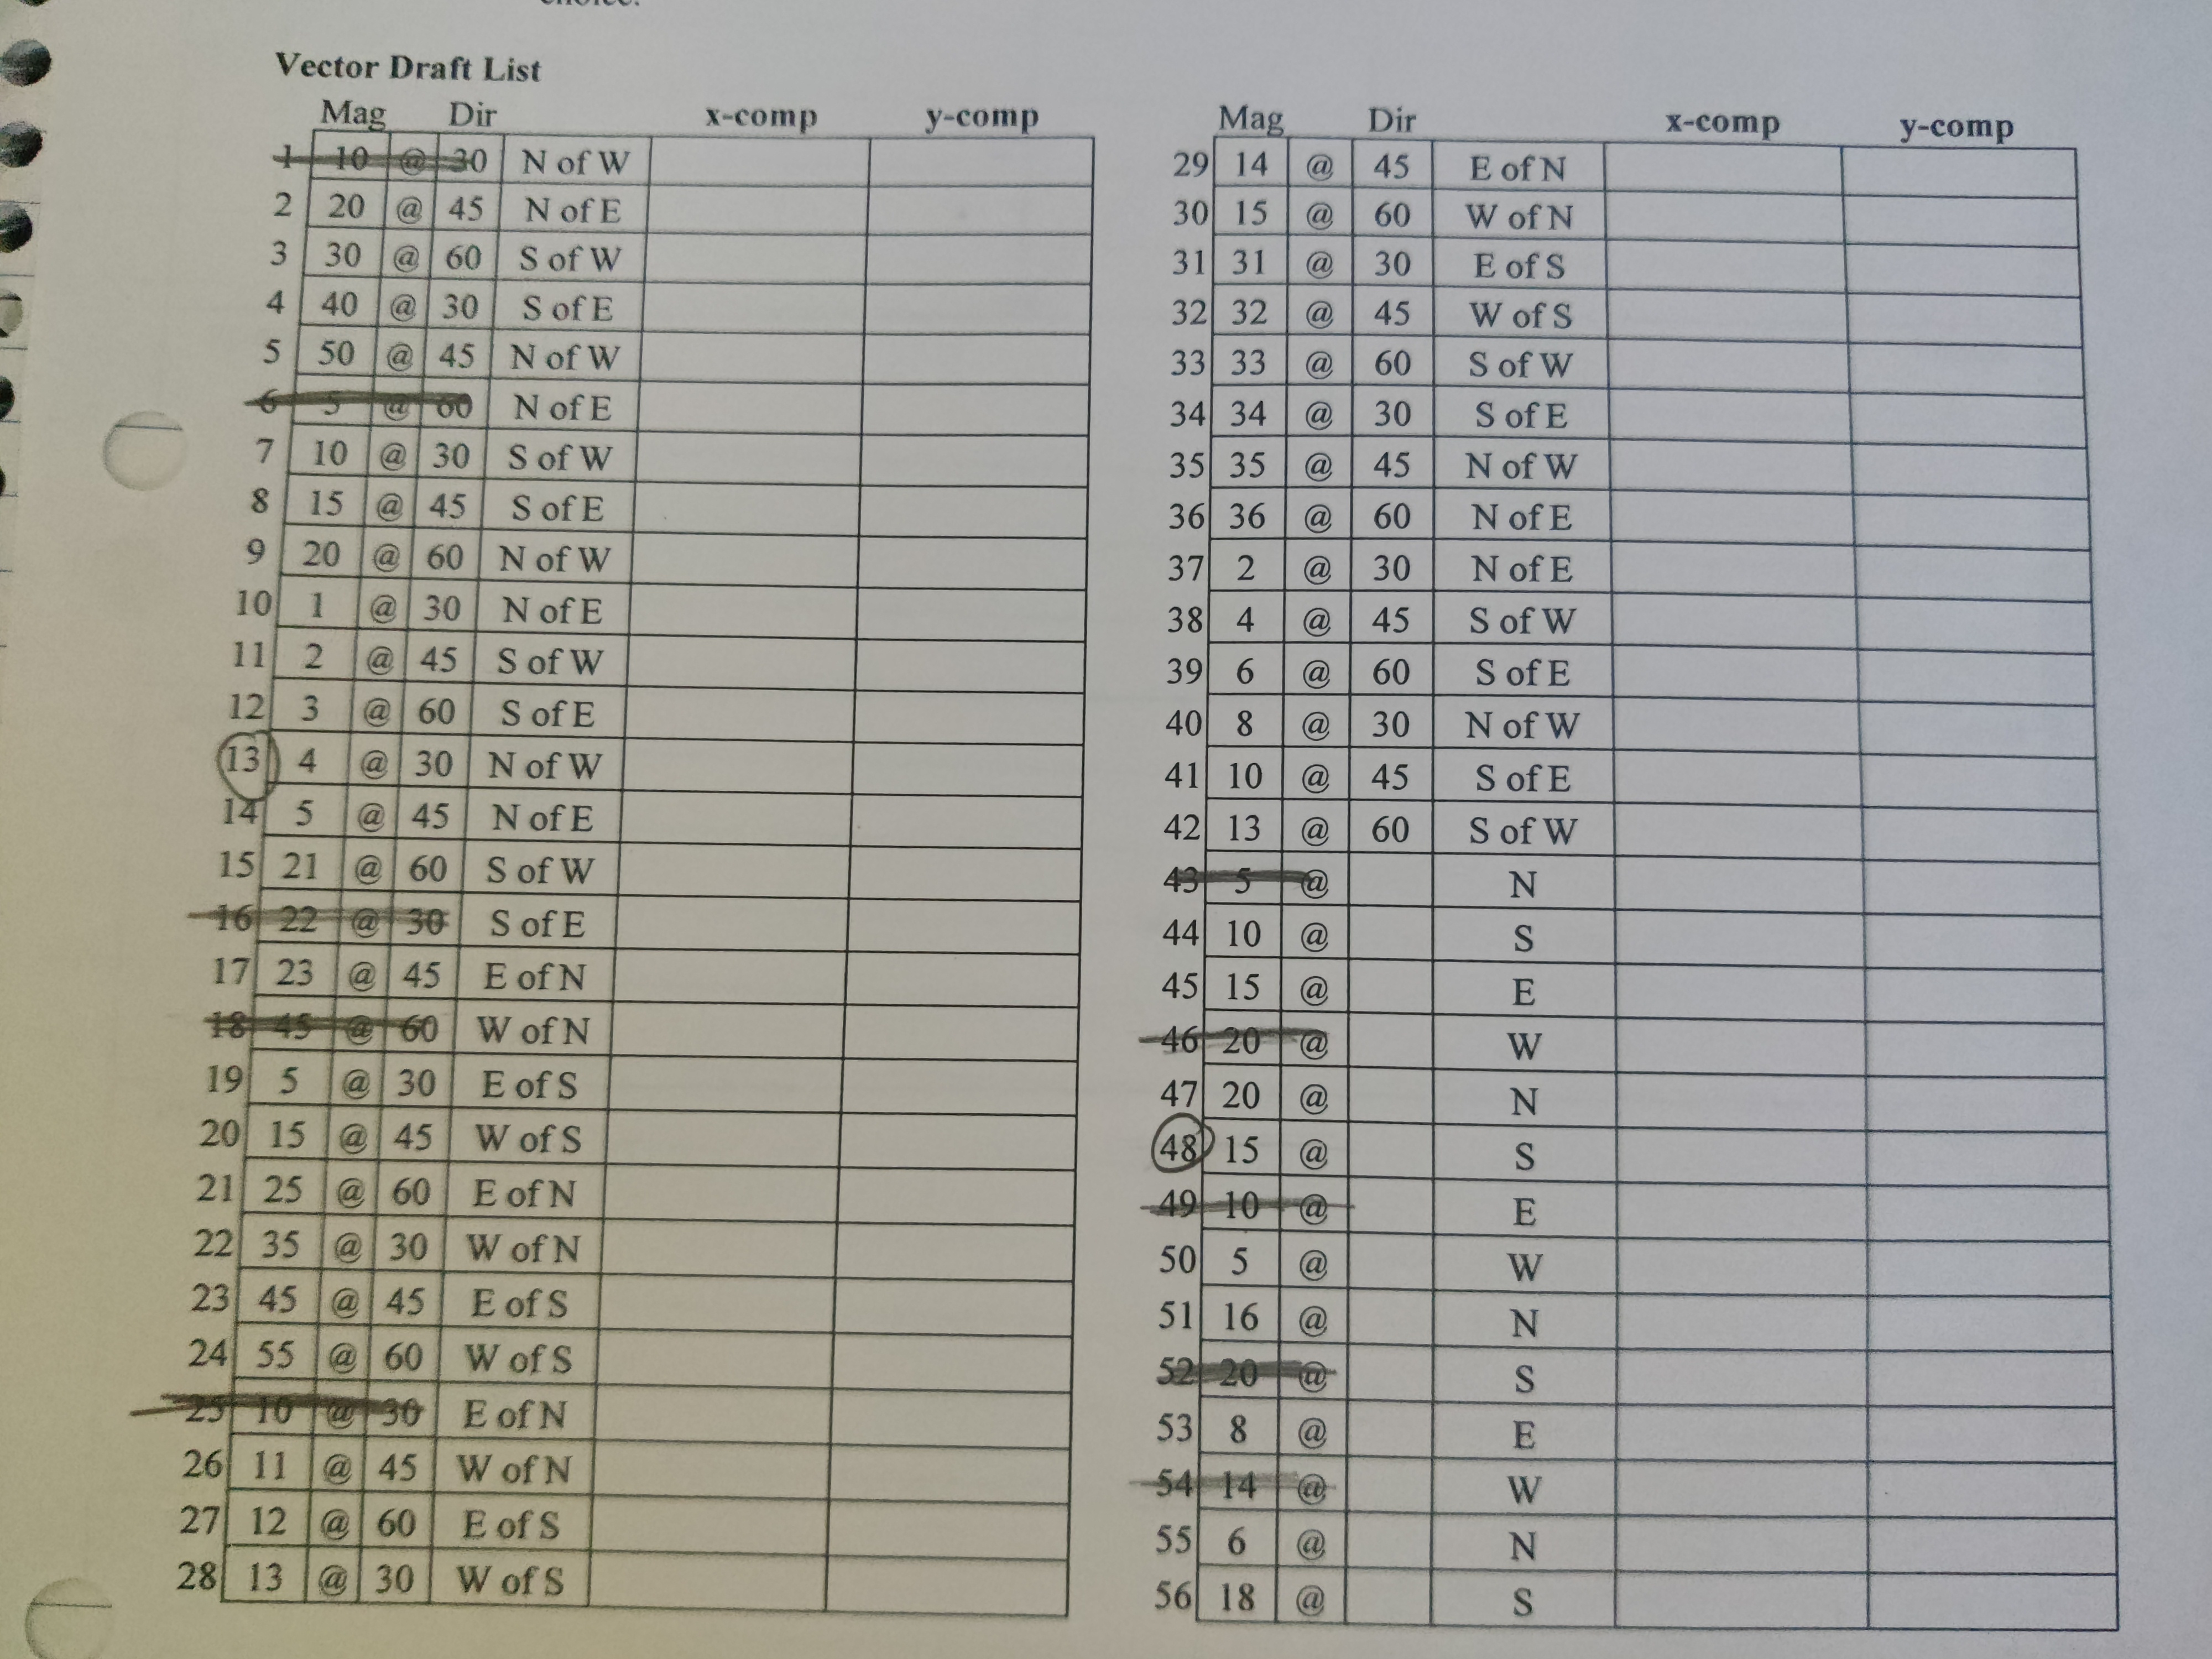 Vector Draft List
Mag Dir x-comp y-comp
1 10 @ 30 N of W
2 20 @ 45 N of E
3 30 @ 60 S of W
4 40 @ 30 S of E
5 50 @ 45 N of W
6 5 @ 60 N of E
7 10 @ 30 S of W
8 15 @ 45 S of E
9 20 @ 60 N of W
10 1 @ 30 N of E
11 2 @ 45 S of W
12 3 @ 60 S of E
13 4 @ 30 N of W
14 5 @ 45 N of E
15 21 @ 60 S of W
16 22 @ 30 S of E
17 23 @ 45 E of N
18 45 @ 60 W of N
19 5 @ 30 E of S
20 15 @ 45 W of S
21 25 @ 60 E of N
22 35 @ 30 W of N
23 45 @ 45 E of S
24 55 @ 60 W of S
25 10 @ 30 E of N
26 11 @ 45 W of N
27 12 @ 60 E of S
28 13 @ 30 W of S
Mag Dir x-comp y-comp
29 14 @ 45 E of N
30 15 @ 60 W of N
31 31 @ 30 E of S
32 32 @ 45 W of S
33 33 @ 60 S of W
34 34 @ 30 S of E
35 35 @ 45 N of W
36 36 @ 60 N of E
37 2 @ 30 N of E
38 4 @ 45 S of W
39 6 @ 60 S of E
40 8 @ 30 N of W
41 10 @ 45 S of E
42 13 @ 60 S of W
43 5 @ N
44 10 @ S
45 15 @ E
46 20 @ W
47 20 @ N
48 15 @ S
49 10 @ E
50 5 @ W
51 16 @ N
52 20 @ S
53 8 @ E
54 14 @ W
55 6 @ N
56 18 @ S